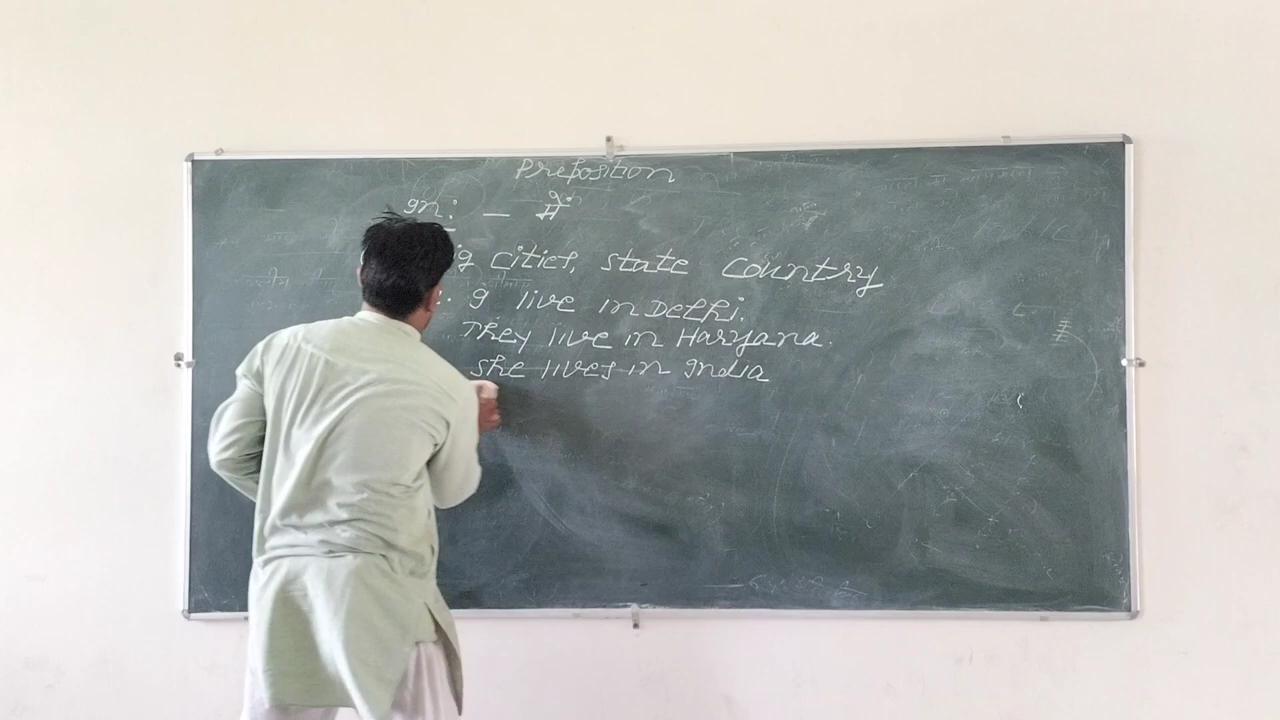 Preposition
In: - में
cities, state country
I live in Delhi.
They live in Haryana.
she lives in India